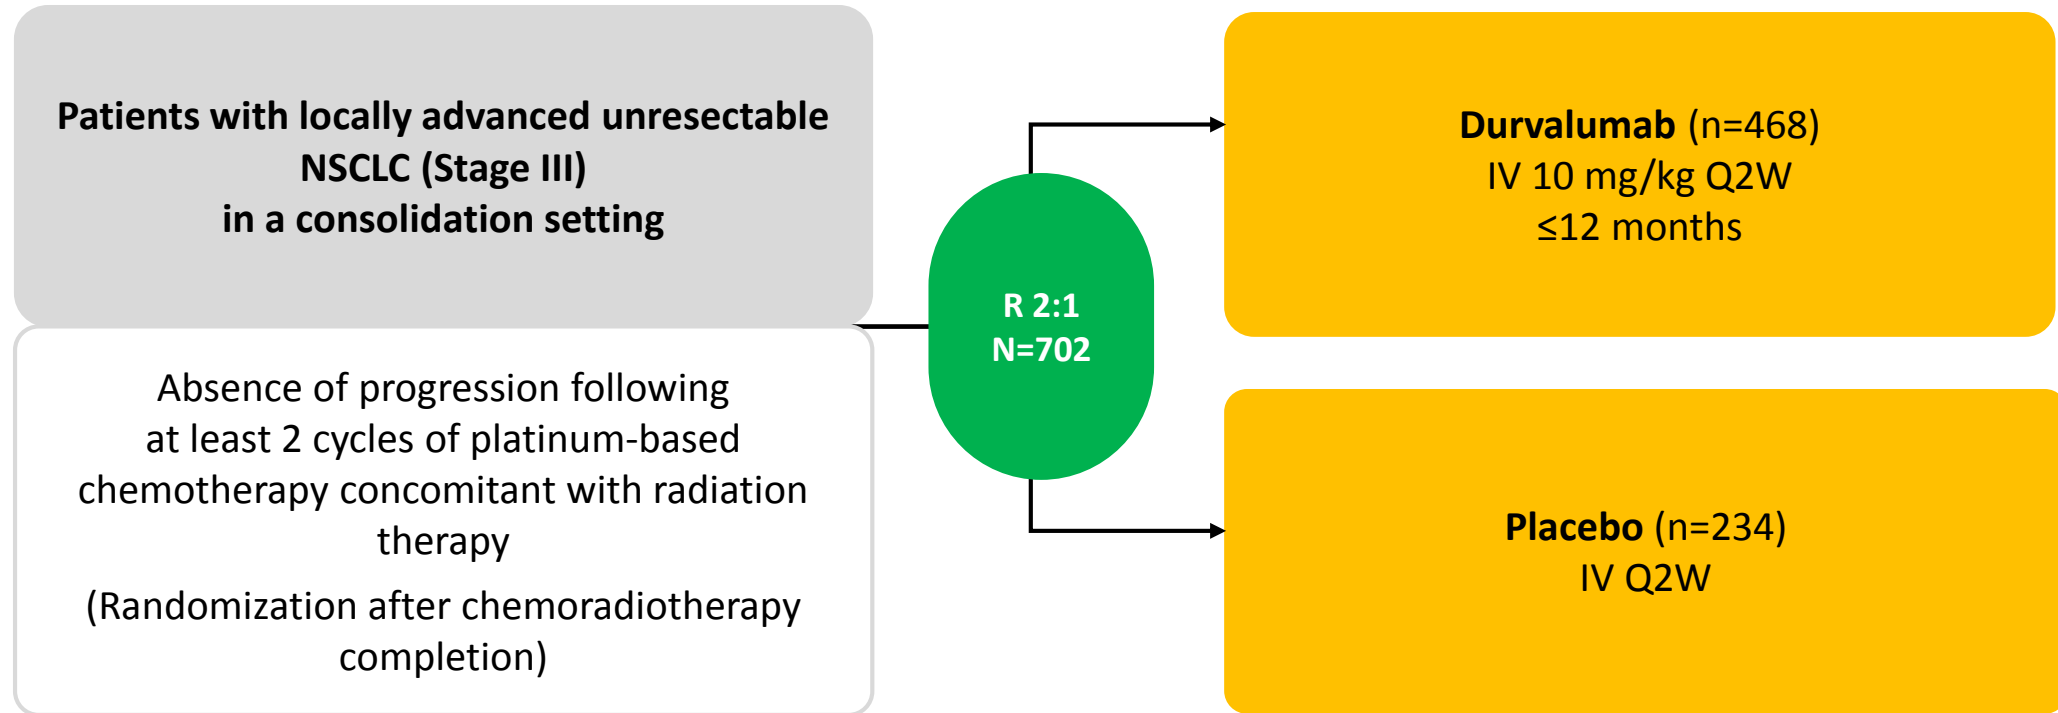 Patients with locally advanced unresectable
NSCLC (Stage III)
in a consolidation setting
Absence of progression following
at least 2 cycles of platinum-based
chemotherapy concomitant with radiation
therapy
(Randomization after chemoradiotherapy
completion)
R 2:1
N=702
Durvalumab (n=468)
IV 10 mg/kg Q2W
≤12 months
Placebo (n=234)
IV Q2W